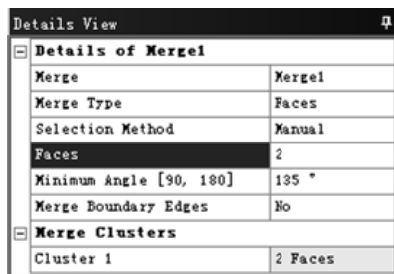 Details View
Details of Merge1
Merge Merge1
Merge Type Faces
Selection Method Manual
Faces 2
Minimum Angle [90, 180] 135 °
Merge Boundary Edges No
Merge Clusters
Cluster 1 2 Faces